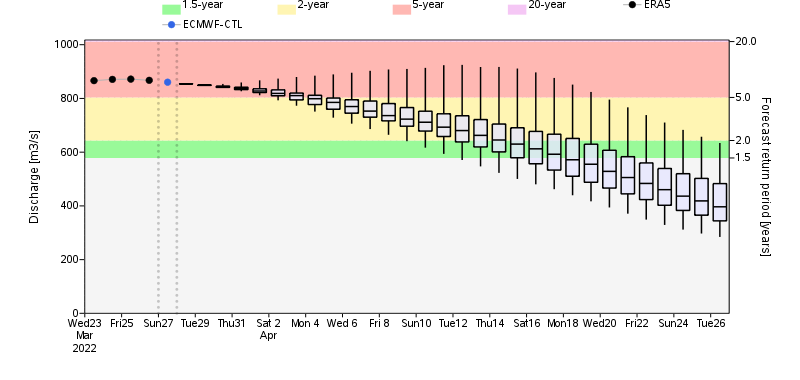 1.5-year 2-year 5-year 20-year ERA5
ECMWF-CTL
1000 20.0
800 5.0
600 2.0
1.5
400
200
0
Discharge [m3/s]
Forecast return period [years]
Wed23 Fri25 Sun27 Tue29 Thu31 Sat 2 Mon 4 Wed 6 Fri 8 Sun10 Tue12 Thu14 Sat16 Mon18 Wed20 Fri22 Sun24 Tue26
Mar Apr
2022